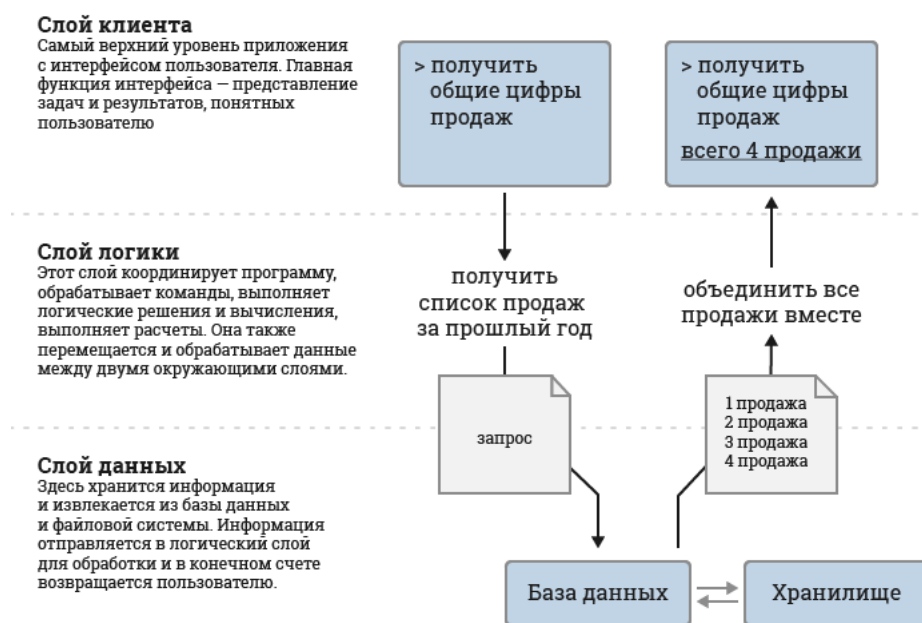 Слой клиента
Самый верхний уровень приложения
с интерфейсом пользователя. Главная
функция интерфейса — представление
задач и результатов, понятных
пользователю
> получить
общие цифры
продаж
> получить
общие цифры
продаж
всего 4 продажи
Слой логики
Этот слой координирует программу,
обрабатывает команды, выполняет
логические решения и вычисления,
выполняет расчеты. Она также
перемещается и обрабатывает данные
между двумя окружающими слоями.
получить
список продаж
за прошлый год
объединить все
продажи вместе
запрос
1 продажа
2 продажа
3 продажа
4 продажа
Слой данных
Здесь хранится информация
и извлекается из базы данных
и файловой системы. Информация
отправляется в логический слой
для обработки и в конечном счете
возвращается пользователю.
База данных
Хранилище